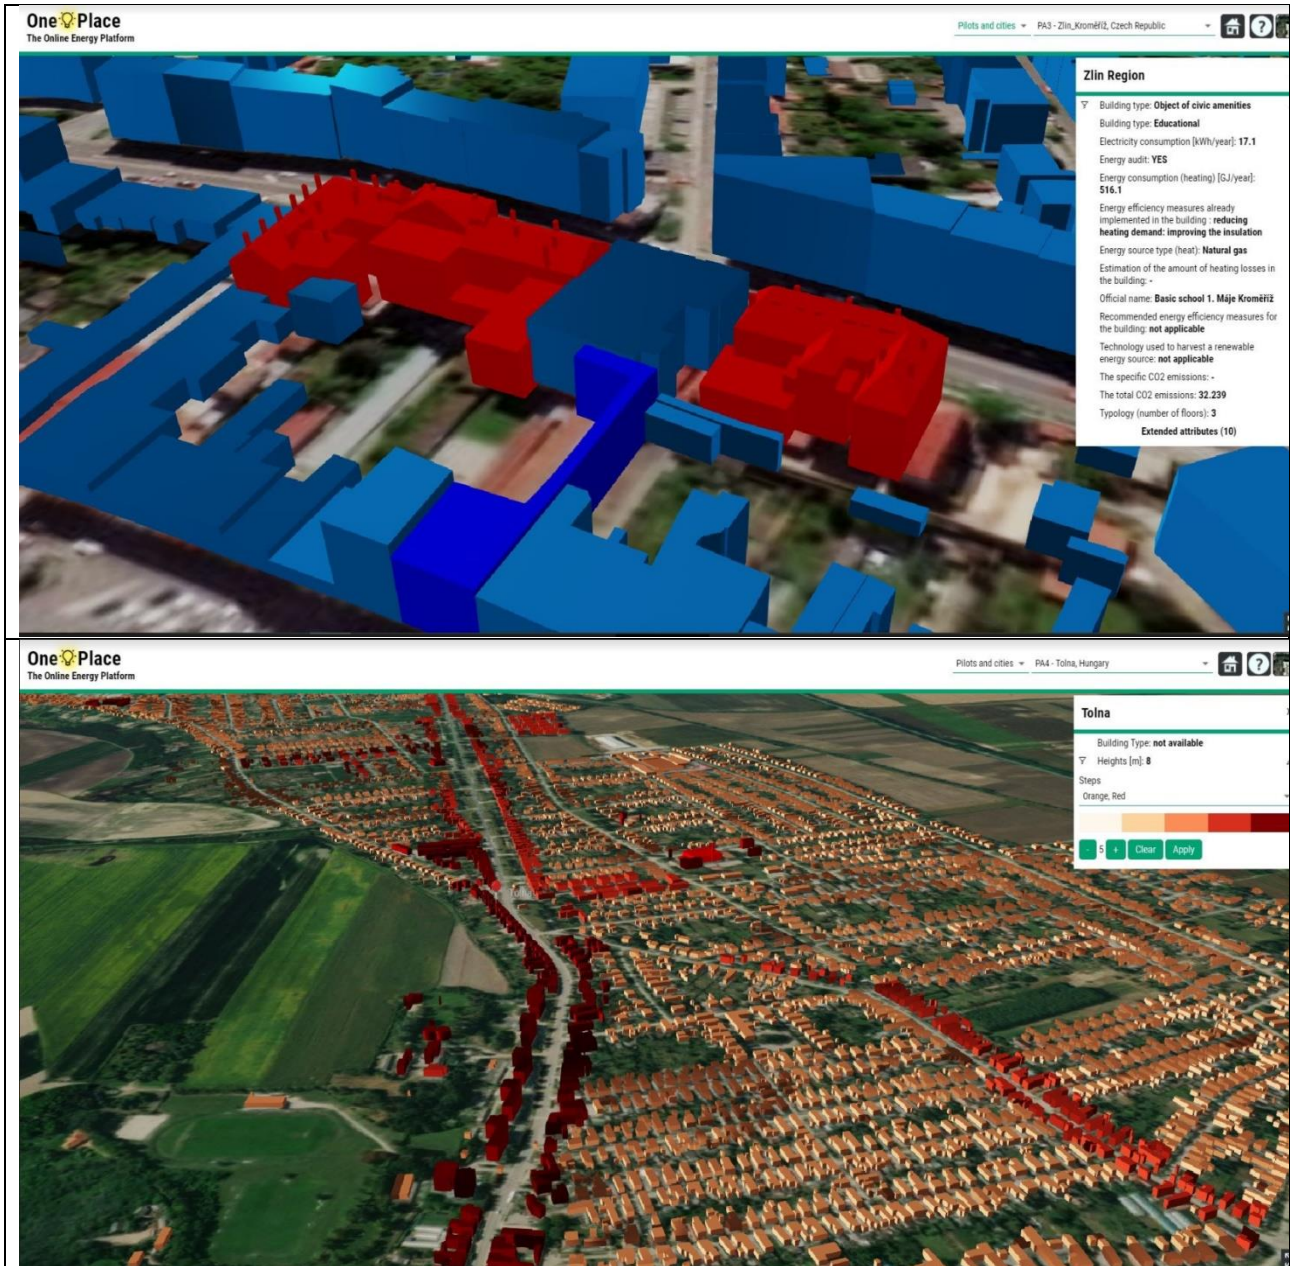 One Place
The Online Energy Platform
Pilots and cities
PA3 - Zlin_Kroměříž, Czech Republic
?
Zlin Region
Building type: Object of civic amenities
Building type: Educational
Electricity consumption [kWh/year]: 17.1
Energy audit: YES
Energy consumption (heating) [GJ/year]:
516.1
Energy efficiency measures already
implemented in the building : reducing
heating demand: improving the insulation
Energy source type (heat): Natural gas
Estimation of the amount of heating losses in
the building: -
Official name: Basic school 1. Máje Kroměříž
Recommended energy efficiency measures for
the building: not applicable
Technology used to harvest a renewable
energy source: not applicable
The specific CO2 emissions: -
The total CO2 emissions: 32.239
Typology (number of floors): 3
Extended attributes (10)
One Place
The Online Energy Platform
Pilots and cities
PA4 - Tolna, Hungary
?
Tolna
Building Type: not available
Heights [m]: 8
Steps
Orange, Red
- 5 + Clear Apply